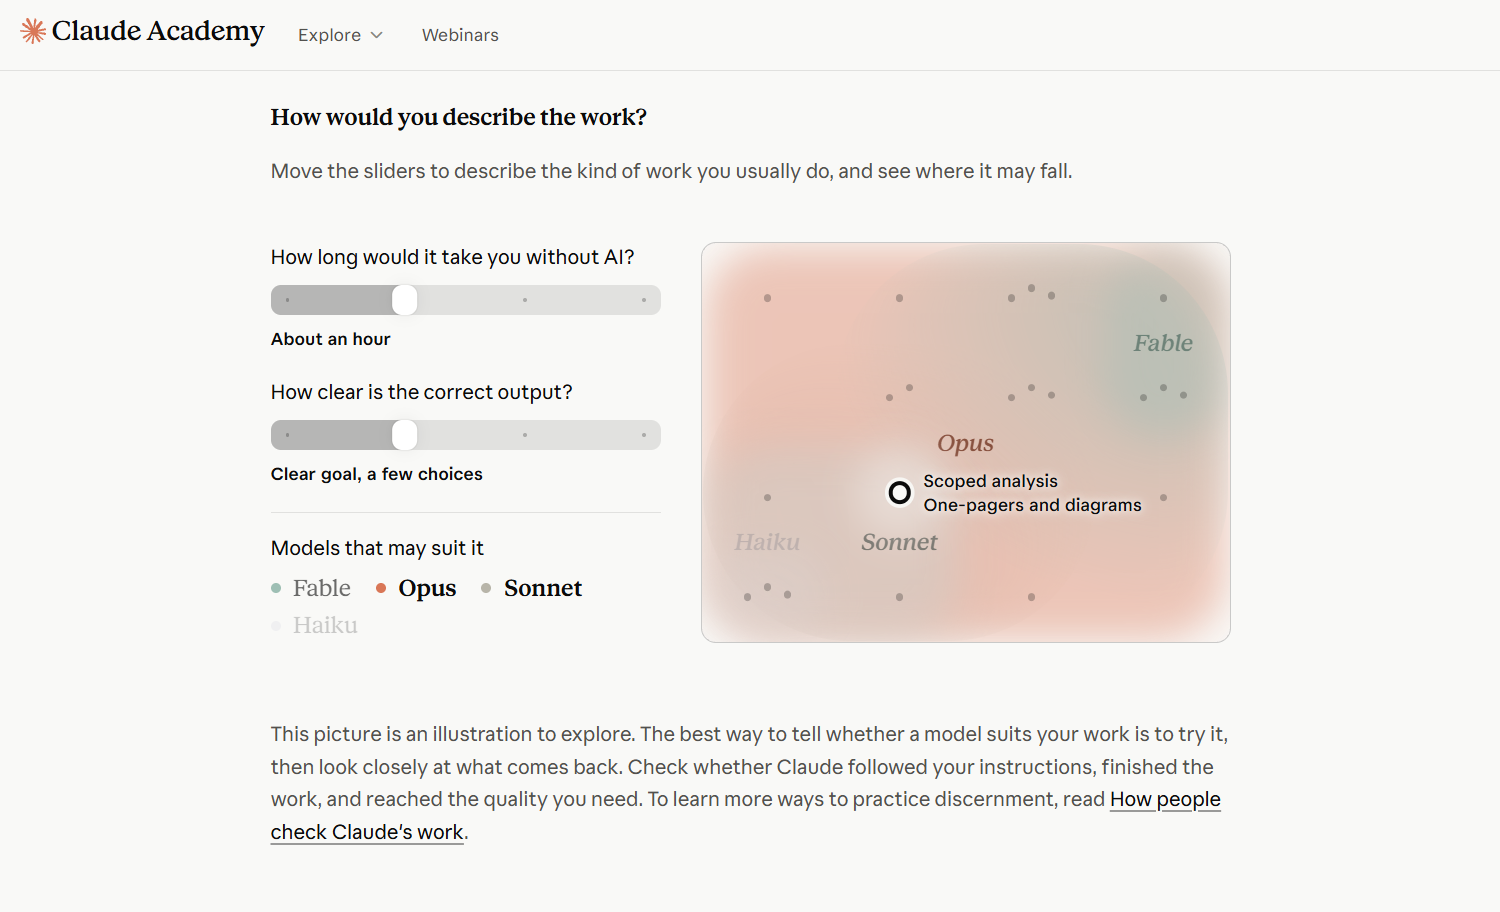 Claude Academy
Explore
Webinars
How would you describe the work?
Move the sliders to describe the kind of work you usually do, and see where it may fall.
How long would it take you without AI?
About an hour
How clear is the correct output?
Clear goal, a few choices
Models that may suit it
Fable
Opus
Sonnet
Haiku
Fable
Opus
Scoped analysis
One-pagers and diagrams
Haiku
Sonnet
This picture is an illustration to explore. The best way to tell whether a model suits your work is to try it,
then look closely at what comes back. Check whether Claude followed your instructions, finished the
work, and reached the quality you need. To learn more ways to practice discernment, read How people
check Claude's work.